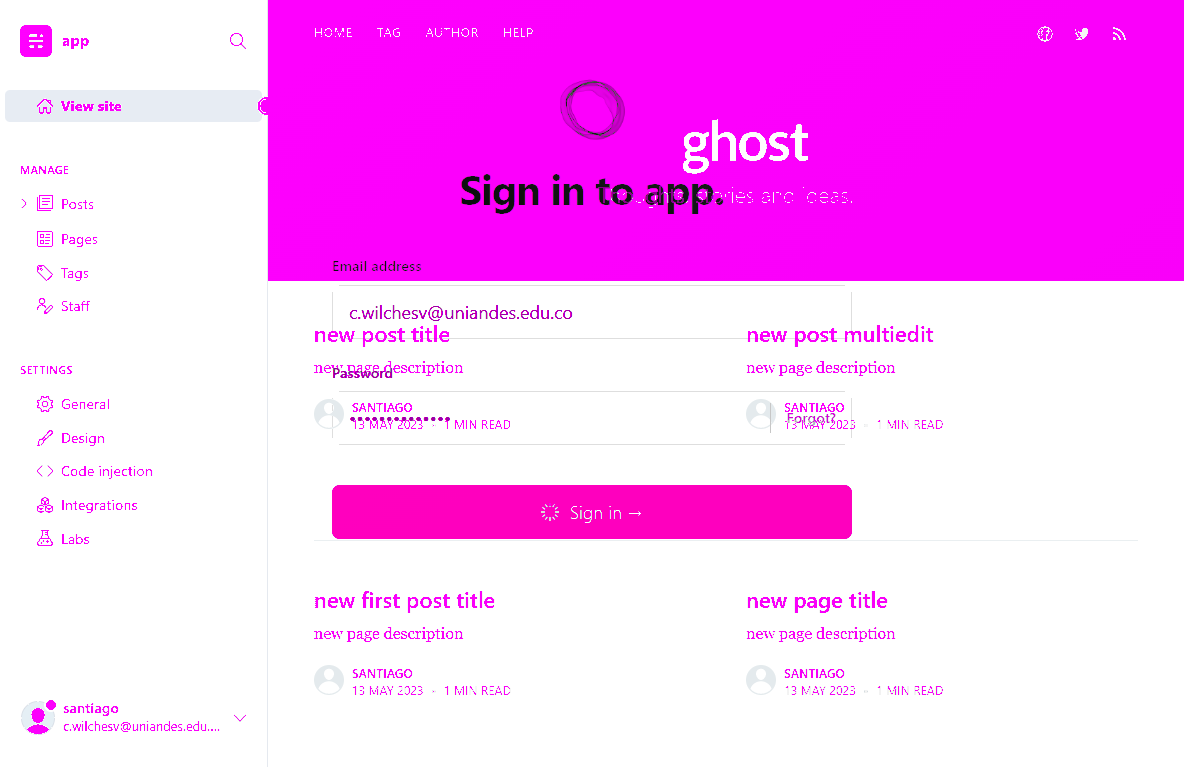 app
View site
MANAGE
Posts
Pages
Tags
Staff
SETTINGS
General
Design
Code injection
Integrations
Labs
santiago
c.wilchesv@uniandes.edu....
HOME TAG AUTHOR HELP
ghost
Sign in to app.
stories and ideas.
Email address
c.wilchesv@uniandes.edu.co
new post title
new page description
Password
SANTIAGO
13 MAY 2023 · 1 MIN READ
new post multiedit
new page description
SANTIAGO
Forgot?
13 MAY 2023 · 1 MIN READ
Sign in →
new first post title
new page description
SANTIAGO
13 MAY 2023 · 1 MIN READ
new page title
new page description
SANTIAGO
13 MAY 2023 · 1 MIN READ